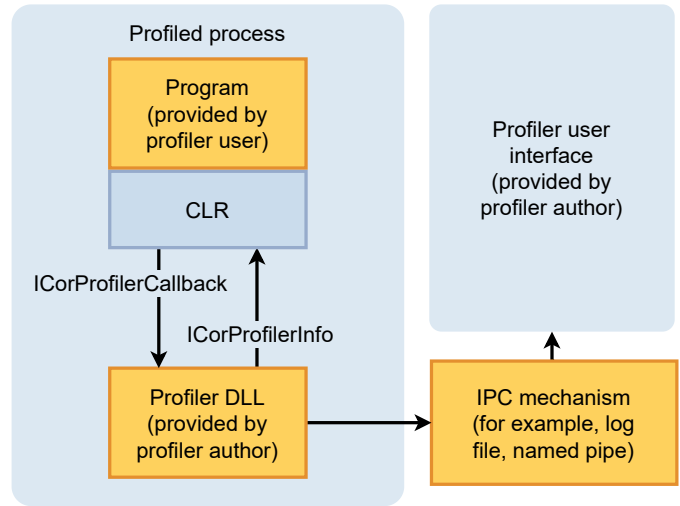 Profiled process
Program
(provided by
profiler user)
CLR
ICorProfilerCallback
ICorProfilerInfo
Profiler DLL
(provided by
profiler author)
Profiler user
interface
(provided by
profiler author)
IPC mechanism
(for example, log
file, named pipe)